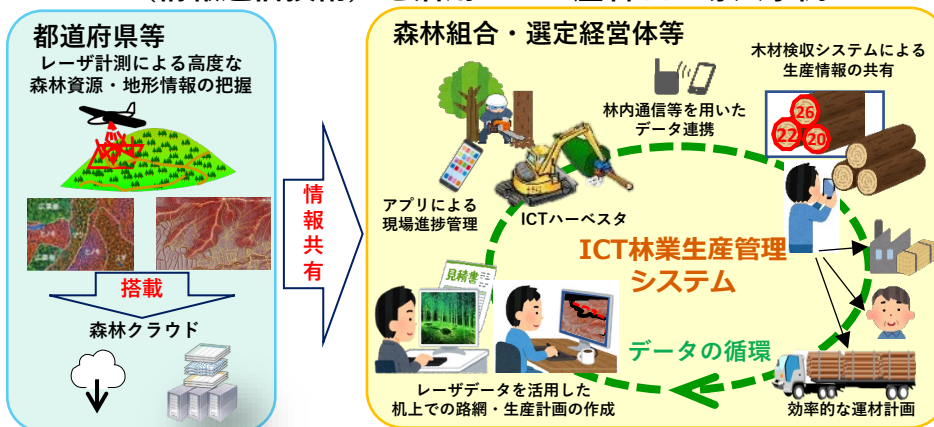 都道府県等
レーザ計測による高度な
森林資源・地形情報の把握
搭載
森林クラウド
情報共有
森林組合・選定経営体等
木材検収システムによる
生産情報の共有
26
22
20
林内通信等を用いた
データ連携
アプリによる
現場進捗管理
ICTハーベスタ
ICT林業生産管理
システム
見積書
データの循環
レーザデータを活用した
机上での路網・生産計画の作成
効率的な運材計画